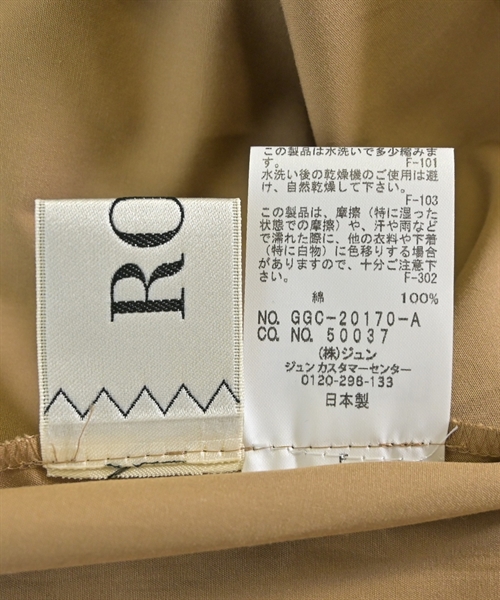 RO
この製品は水洗いで多少縮みま
す。 F-101
水洗い後の乾燥機のご使用は避
け、自然乾燥して下さい。
F-103
この製品は、摩擦（特に湿った
状態での摩擦）や、汗や雨など
で濡れた際に、他の衣料や下着
（特に白物）に色移りする場合
がありますので、十分ご注意下
さい。 F-302
綿 100%
NO. GGC-20170-A
CO. NO. 50037
(株)ジュン
ジュン カスタマーセンター
0120-298-133
日本製